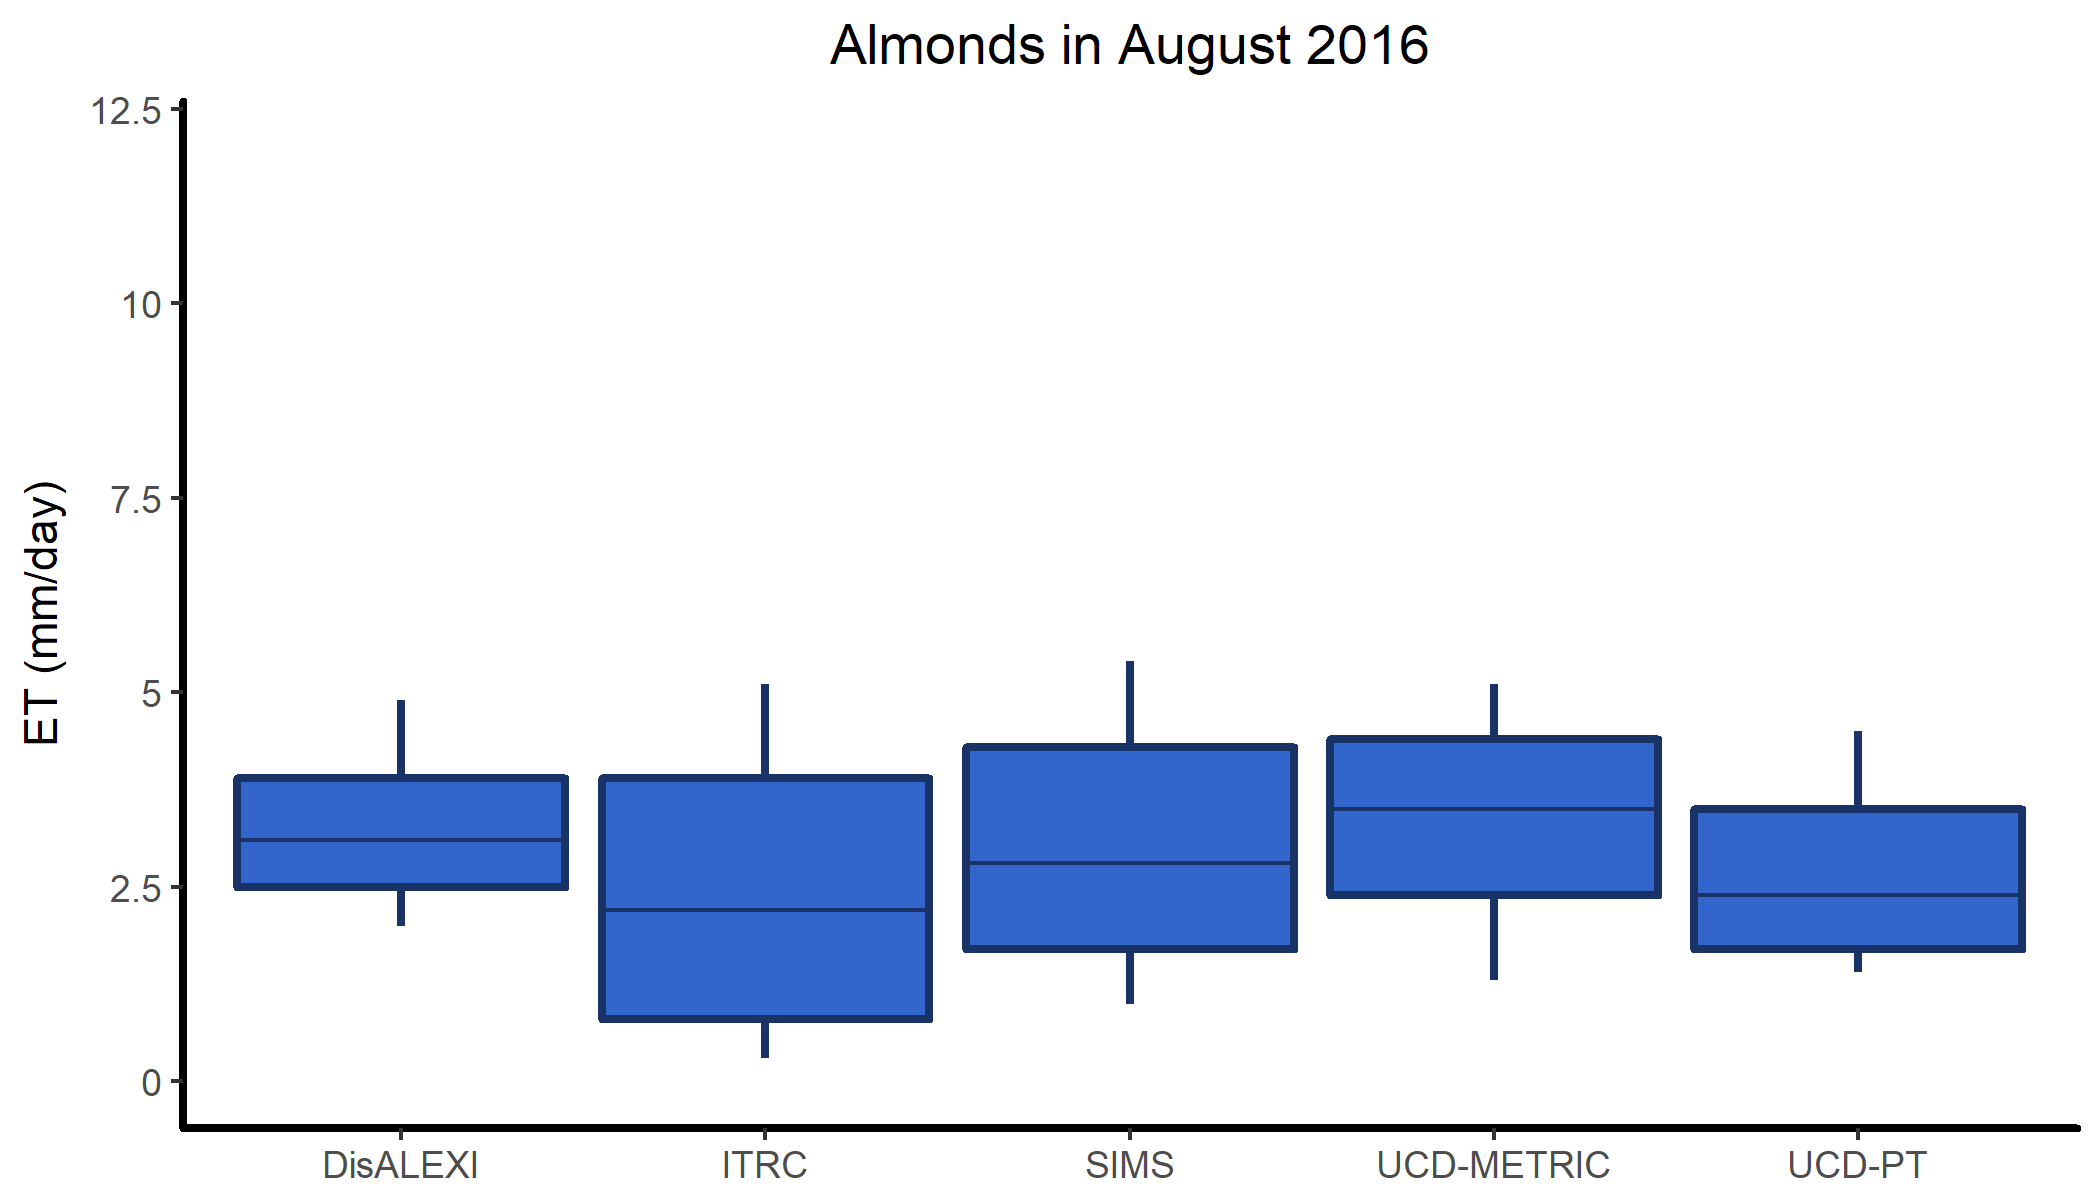 Almonds in August 2016
ET (mm/day)
12.5
10
7.5
5
2.5
0
DisALEXI ITRC SIMS UCD-METRIC UCD-PT